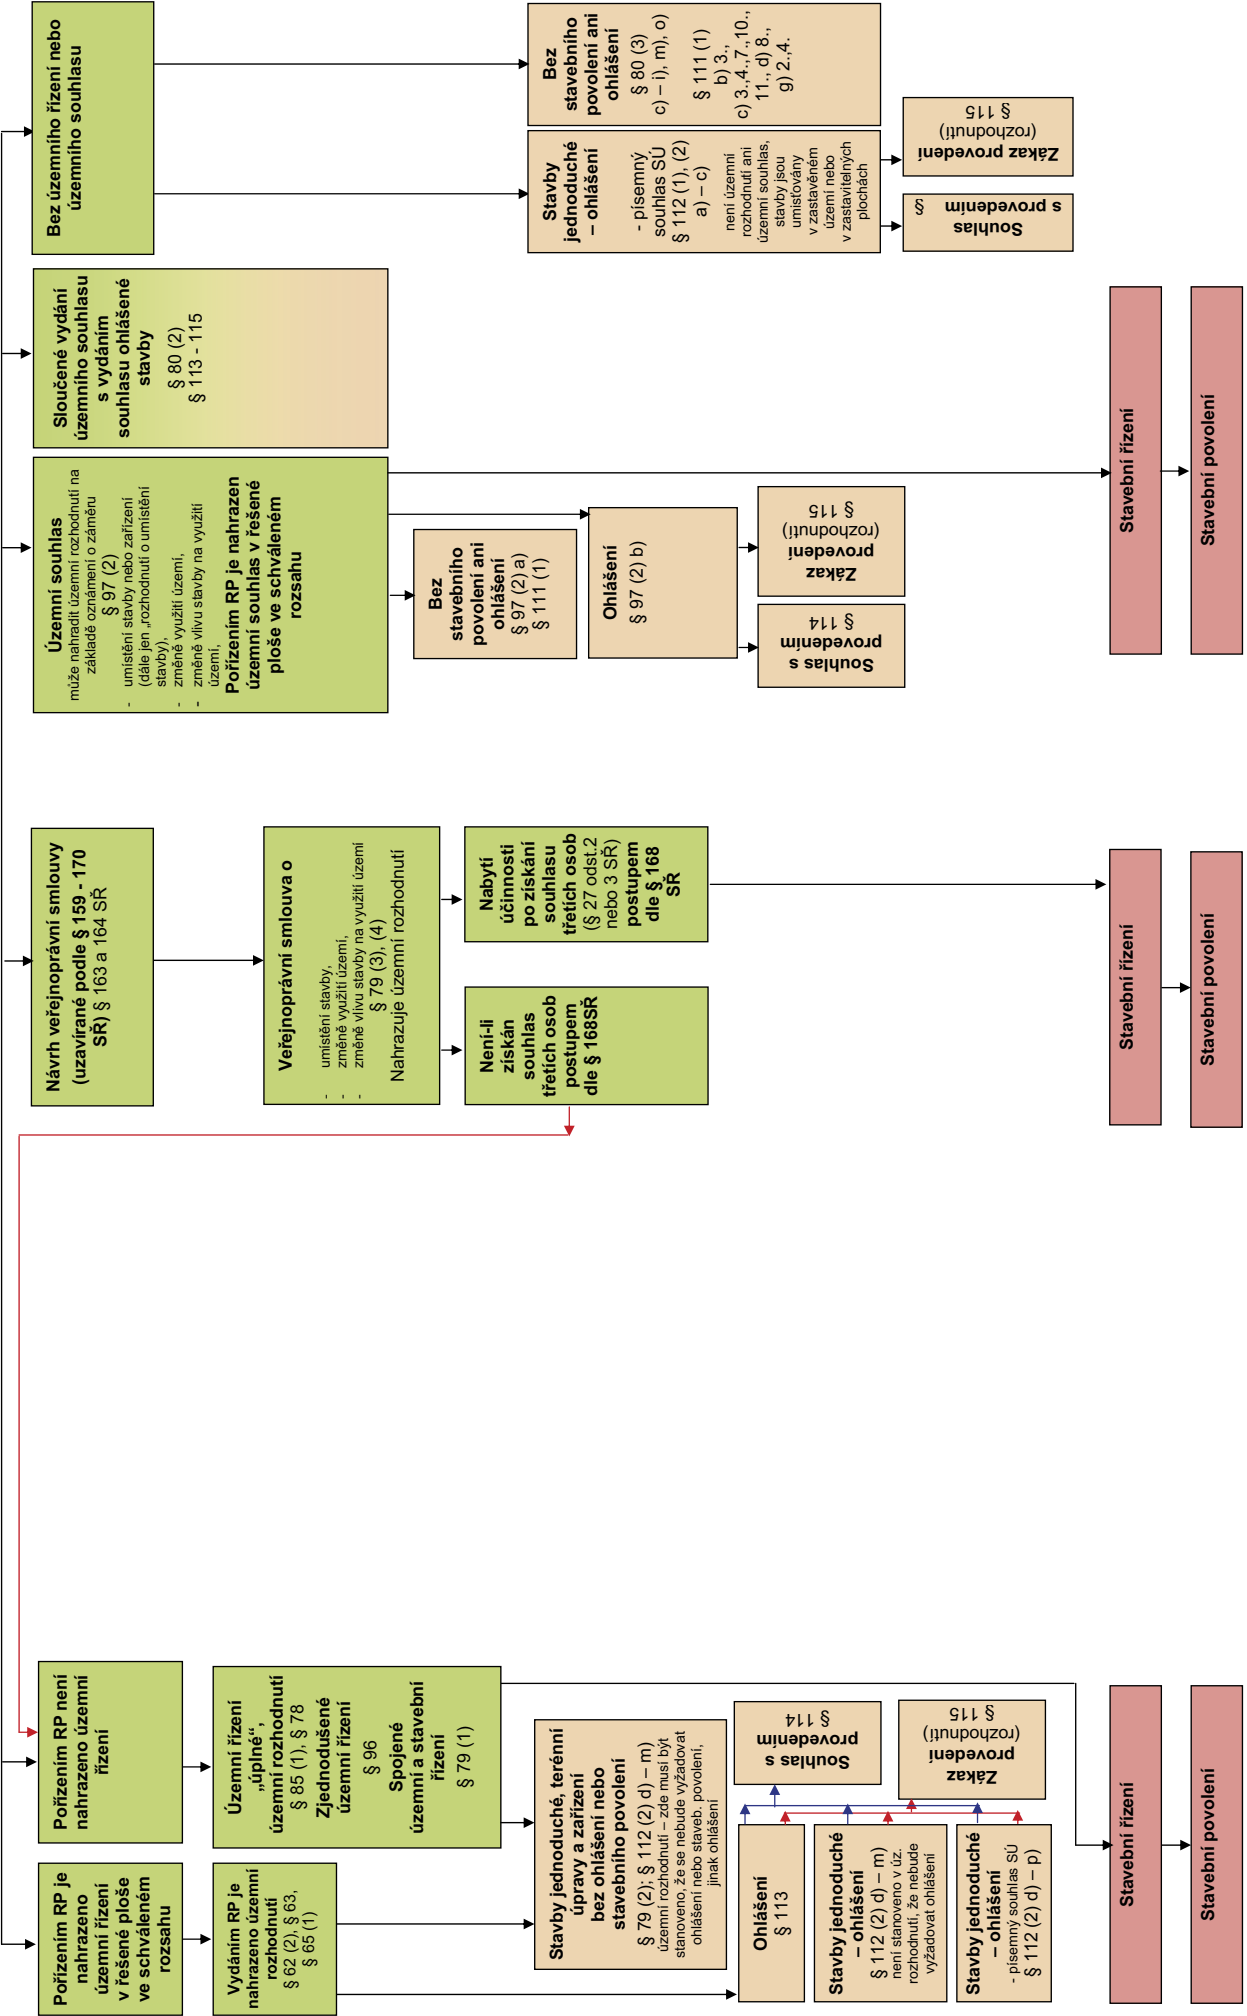 Pořízením RP je
nahrazeno
územní řízení
v řešené ploše
ve schváleném
rozsahu
Pořízením RP není
nahrazeno územní
řízení
Návrh veřejnoprávní smlouvy
(uzavírané podle § 159 - 170
SŘ) § 163 a 164 SŘ
Územní souhlas
může nahradit územní rozhodnutí na
základě oznámení o záměru
§ 97 (2)
- umístění stavby nebo zařízení
(dále jen „rozhodnutí o umístění
stavby),
- změně využití území,
- změně vlivu stavby na využití
území,
Pořízením RP je nahrazen
územní souhlas v řešené
ploše ve schváleném
rozsahu
Sloučené vydání
územního souhlasu
s vydáním
souhlasu ohlášené
stavby
§ 80 (2)
§ 113 - 115
Bez územního řízení nebo
územního souhlasu
Vydáním RP je
nahrazeno územní
rozhodnutí
§ 62 (2), § 63,
§ 65 (1)
Územní řízení
„úplné“,
územní rozhodnutí
§ 85 (1), § 78
Zjednodušené
územní řízení
§ 96
Spojené
územní a stavební
řízení
§ 79 (1)
Veřejnoprávní smlouva o
- umístění stavby,
- změně využití území,
- změně vlivu stavby na využití území
§ 79 (3), (4)
Nahrazuje územní rozhodnutí
Není-li
získán
souhlas
třetích osob
postupem
dle § 168SŘ
Nabytí
účinnosti
po získání
souhlasu
třetích osob
(§ 27 odst.2
nebo 3 SŘ)
postupem
dle § 168
SŘ
Bez
stavebního
povolení ani
ohlášení
§ 97 (2) a)
§ 111 (1)
Ohlášení
§ 97 (2) b)
Souhlas s
provedením
§ 114
Zákaz
provedení
(rozhodnutí)
§ 115
Stavby
jednoduché
– ohlášení
- písemný
souhlas SÚ
§ 112 (1), (2)
a) – c)
není územní
rozhodnutí ani
územní souhlas,
stavby jsou
umisťovány
v zastavěném
území nebo
v zastavitelných
plochách
Bez
stavebního
povolení ani
ohlášení
§ 80 (3)
c) – i), m), o)
§ 111 (1)
b) 3.,
c) 3.,4.,7.,10.,
11., d) 8.,
g) 2.,4.
Souhlas
s provedením
§
Zákaz provedení
(rozhodnutí)
§ 115
Stavby jednoduché, terénní
úpravy a zařízení
bez ohlášení nebo
stavebního povolení
§ 79 (2); § 112 (2) d) – m)
územní rozhodnutí – zde musí být
stanoveno, že se nebude vyžadovat
ohlášení nebo staveb. povolení,
jinak ohlášení
Ohlášení
§ 113
Stavby jednoduché
– ohlášení
§ 112 (2) d) – m)
není stanoveno v úz.
rozhodnutí, že nebude
vyžadovat ohlášení
Stavby jednoduché
– ohlášení
- písemný souhlas SÚ
§ 112 (2) d) – p)
Souhlas s
provedením
§ 114
Zákaz
provedení
(rozhodnutí)
§ 115
Stavební řízení
Stavební povolení
Stavební řízení
Stavební povolení
Stavební řízení
Stavební povolení